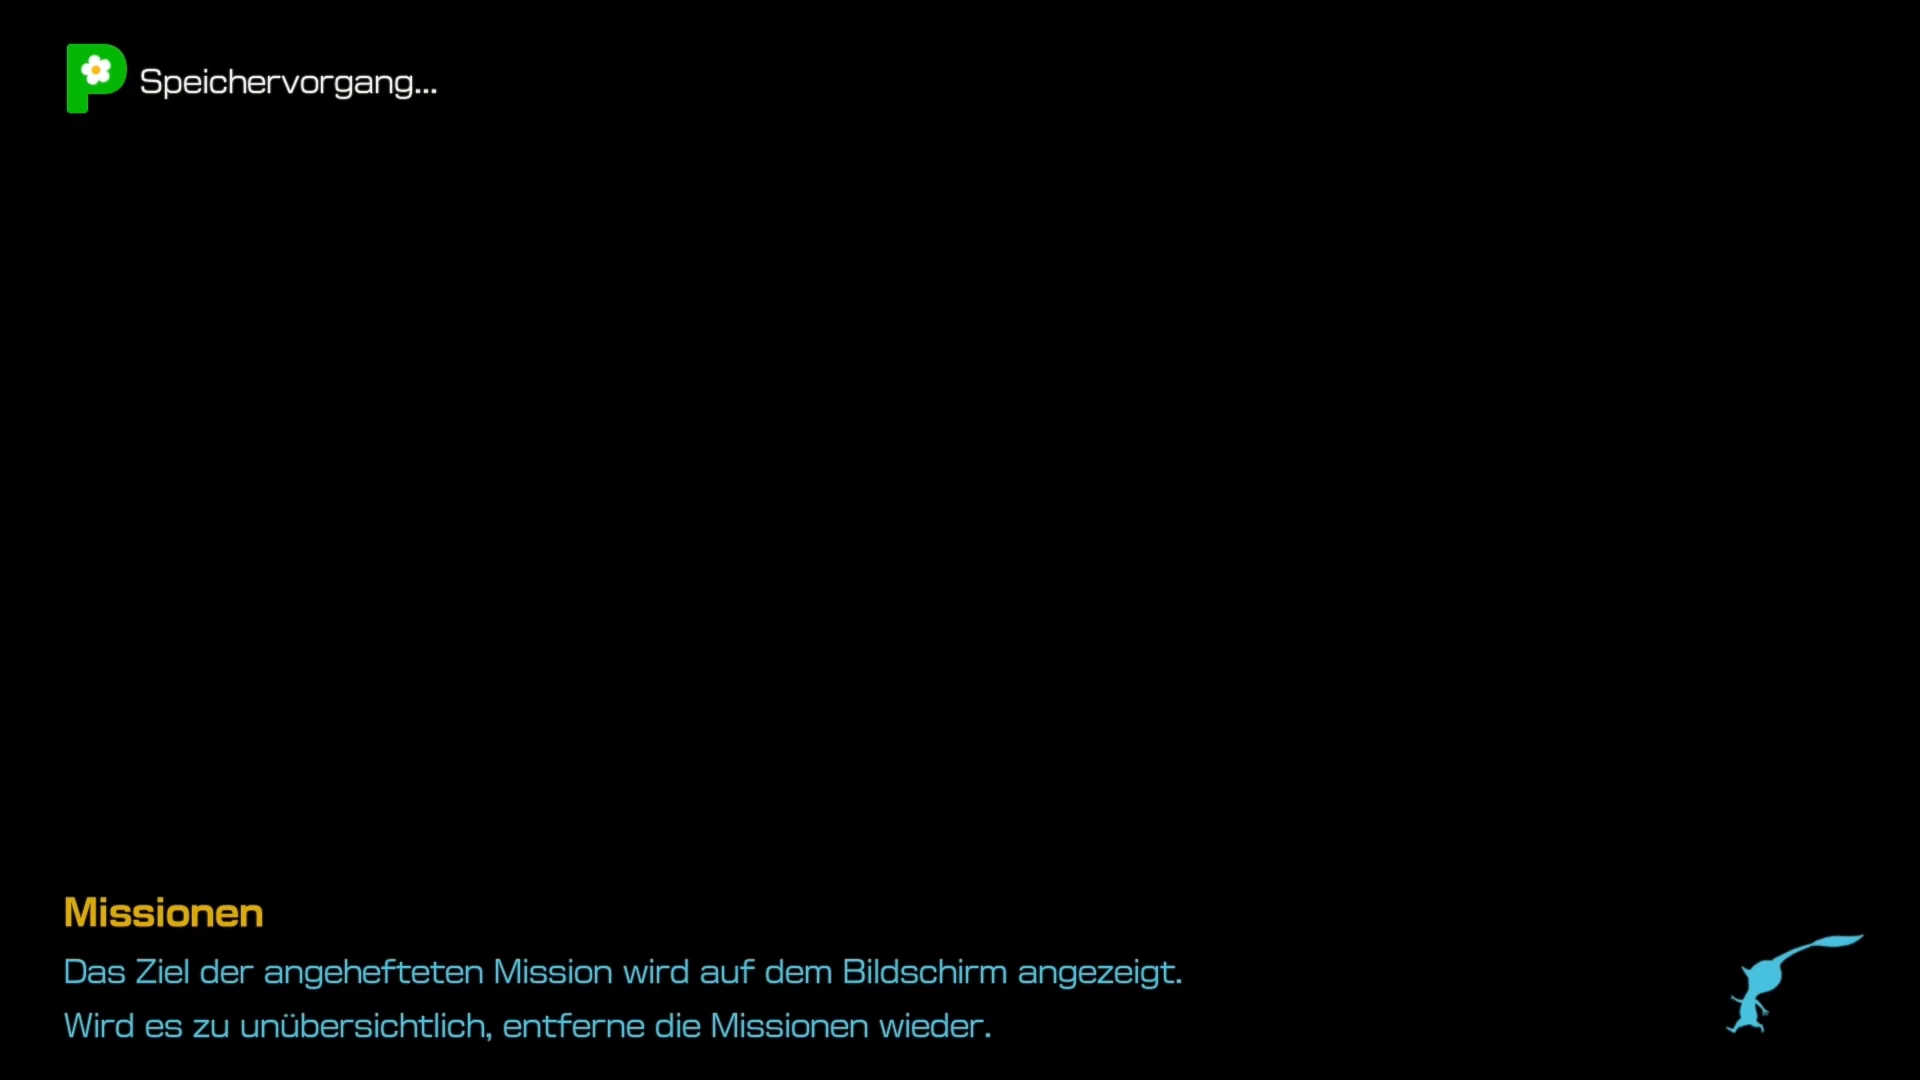 Speichervorgang...
Missionen
Das Ziel der angehefteten Mission wird auf dem Bildschirm angezeigt.
Wird es zu unübersichtlich, entferne die Missionen wieder.